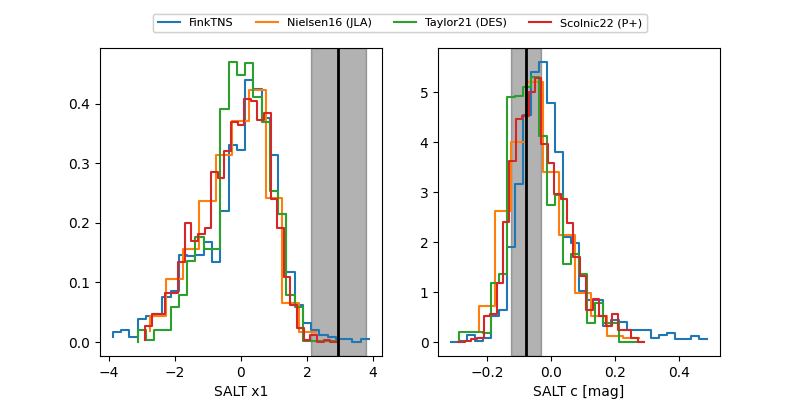 FinkTNS Nielsen16 (JLA) Taylor21 (DES) Scolnic22 (P+)
0.4
0.3
0.2
0.1
0.0
−4 −2 0 2 4
SALT x1
5
4
3
2
1
0
−0.2 0.0 0.2 0.4
SALT c [mag]